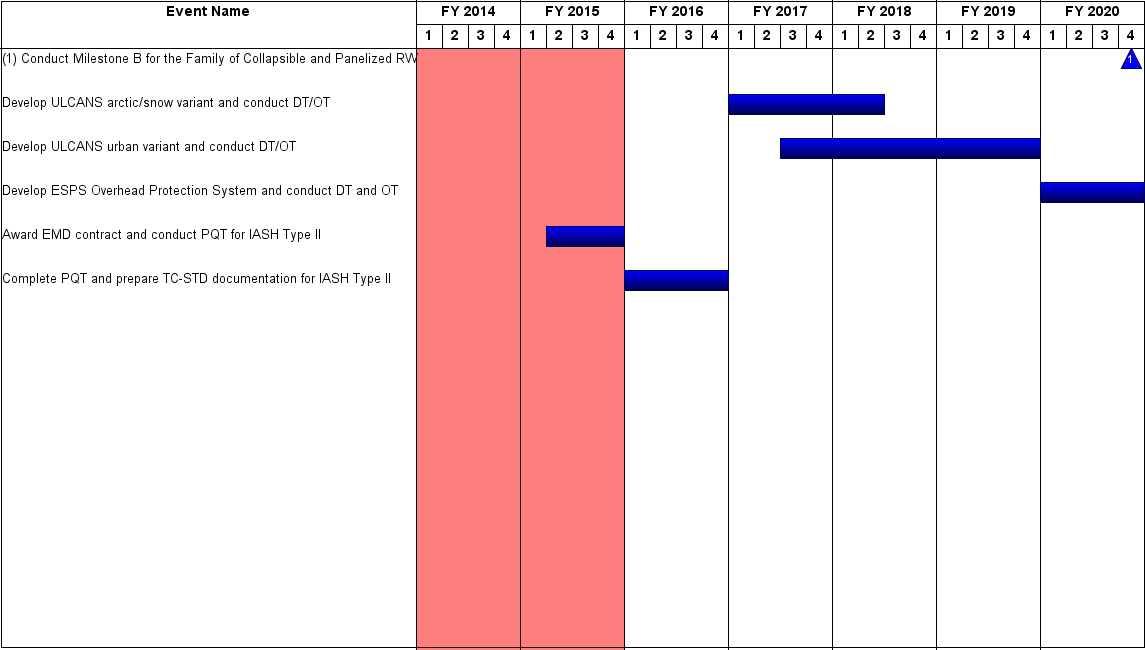 Event Name FY 2014 FY 2015 FY 2016 FY 2017 FY 2018 FY 2019 FY 2020
1 2 3 4 1 2 3 4 1 2 3 4 1 2 3 4 1 2 3 4 1 2 3 4 1 2 3 4
(1) Conduct Milestone B for the Family of Collapsible and Panelized RW 1
Develop ULCANS arctic/snow variant and conduct DT/OT
Develop ULCANS urban variant and conduct DT/OT
Develop ESPS Overhead Protection System and conduct DT and OT
Award EMD contract and conduct PQT for IASH Type II
Complete PQT and prepare TC-STD documentation for IASH Type II